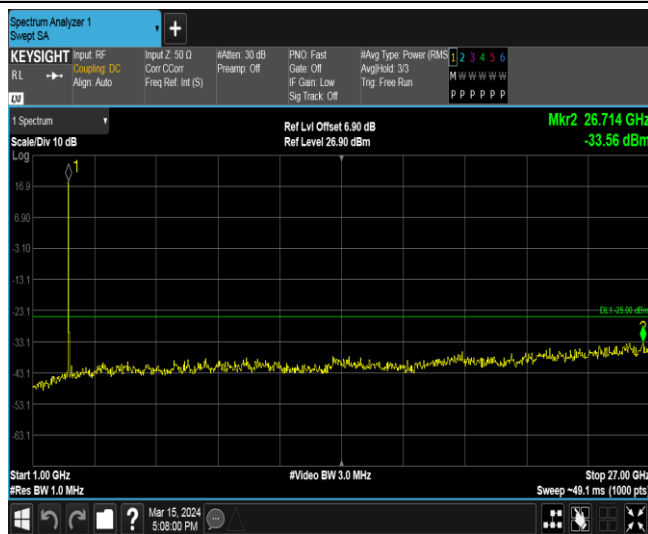 Spectrum Analyzer 1
Swept SA
+
KEYSIGHT Input: RF Input Z: 50 Ω #Atten: 30 dB PNO: Fast #Avg Type: Power (RMS 1 2 3 4 5 6
RL Coupling: DC Corr CCorr Preamp: Off Gate: Off Avg|Hold: 3/3 M W W W W W
Align: Auto Freq Ref: Int (S) IF Gain: Low Trig: Free Run
Sig Track: Off P P P P P P
LXI
1 Spectrum Ref Lvl Offset 6.90 dB Mkr2 26.714 GHz
Scale/Div 10 dB Ref Level 26.90 dBm -33.56 dBm
Log
1
16.9
6.90
-3.10
-13.1
-23.1 DL1 -25.00 dBm
2
-33.1
-43.1
-53.1
-63.1
Start 1.00 GHz #Video BW 3.0 MHz Stop 27.00 GHz
#Res BW 1.0 MHz Sweep ~49.1 ms (1000 pts)
? Mar 15, 2024
5:08:00 PM